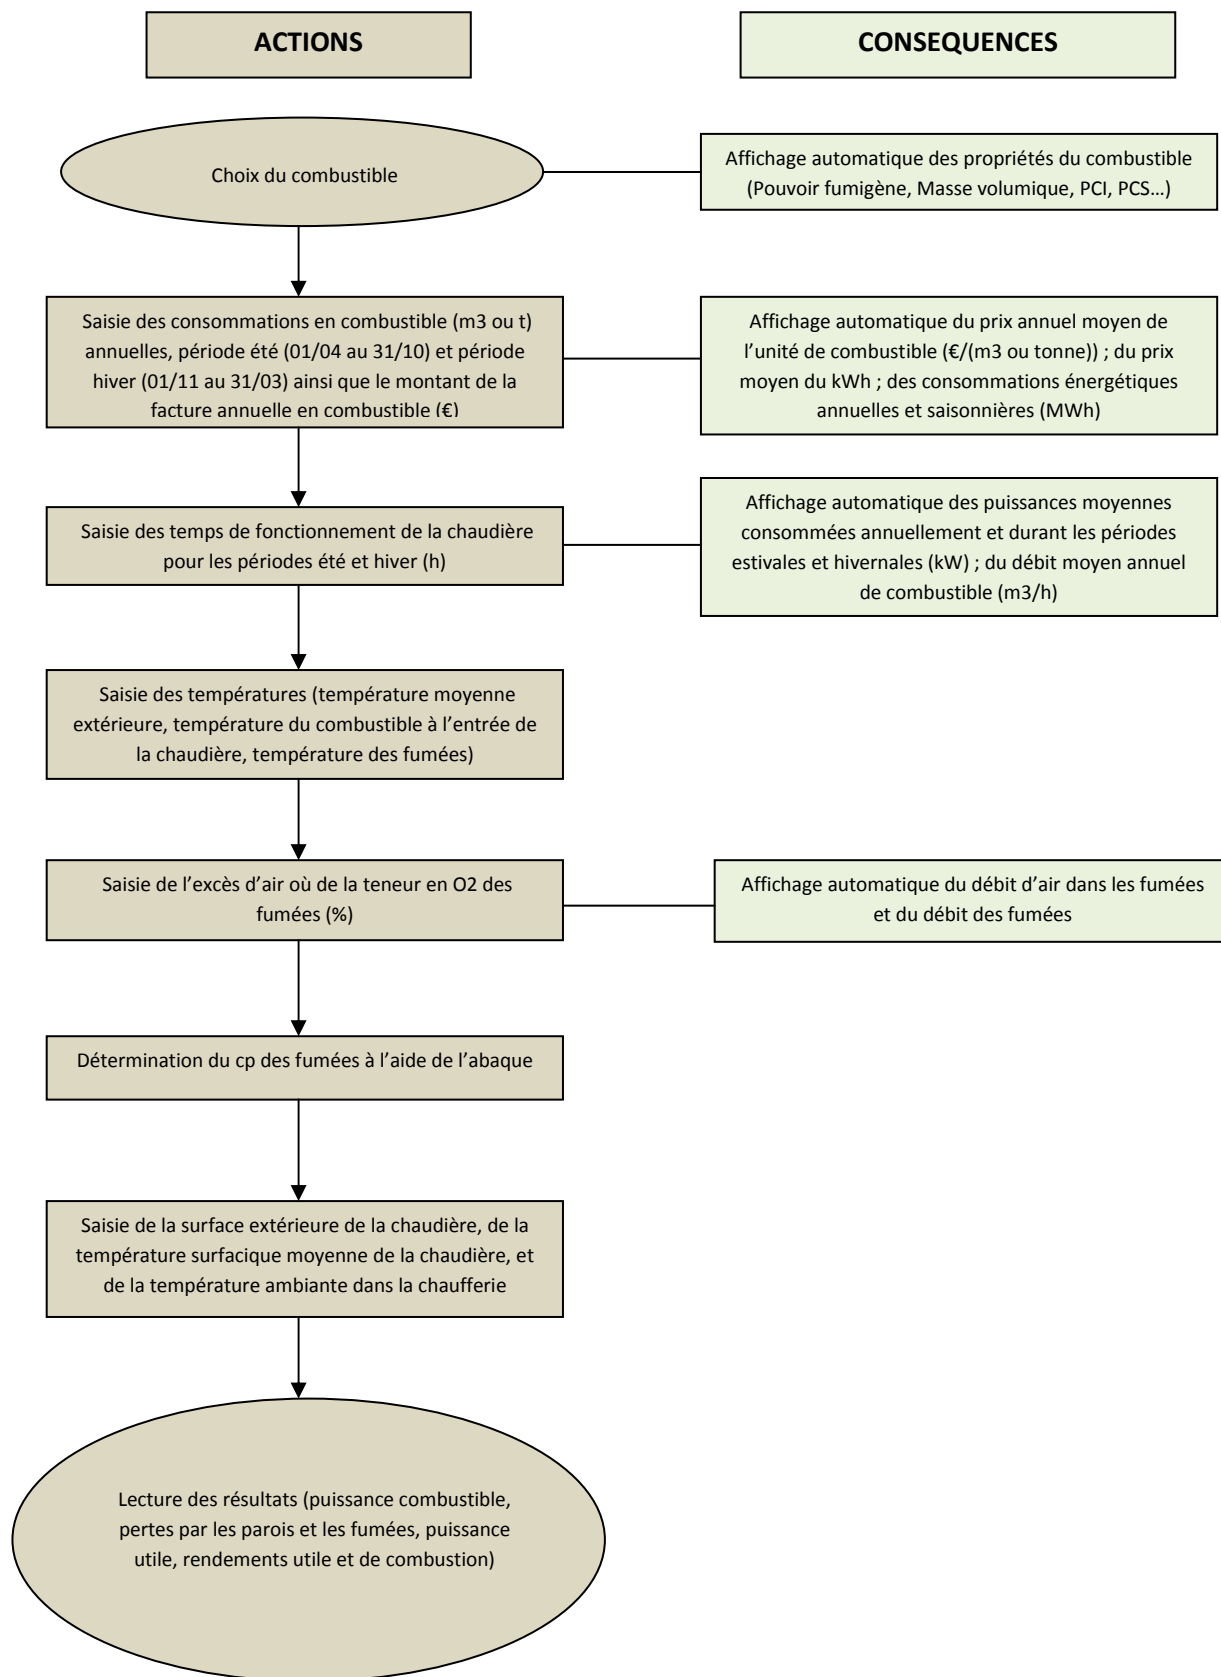 ACTIONS
CONSEQUENCES
Choix du combustible
Affichage automatique des propriétés du combustible
(Pouvoir fumigène, Masse volumique, PCI, PCS…)
Saisie des consommations en combustible (m3 ou t)
annuelles, période été (01/04 au 31/10) et période
hiver (01/11 au 31/03) ainsi que le montant de la
facture annuelle en combustible (€)
Affichage automatique du prix annuel moyen de
l’unité de combustible (€/(m3 ou tonne)) ; du prix
moyen du kWh ; des consommations énergétiques
annuelles et saisonnières (MWh)
Saisie des temps de fonctionnement de la chaudière
pour les périodes été et hiver (h)
Affichage automatique des puissances moyennes
consommées annuellement et durant les périodes
estivales et hivernales (kW) ; du débit moyen annuel
de combustible (m3/h)
Saisie des températures (température moyenne
extérieure, température du combustible à l’entrée de
la chaudière, température des fumées)
Saisie de l’excès d’air où de la teneur en O2 des
fumées (%)
Affichage automatique du débit d’air dans les fumées
et du débit des fumées
Détermination du cp des fumées à l’aide de l’abaque
Saisie de la surface extérieure de la chaudière, de la
température surfacique moyenne de la chaudière, et
de la température ambiante dans la chaufferie
Lecture des résultats (puissance combustible,
pertes par les parois et les fumées, puissance
utile, rendements utile et de combustion)